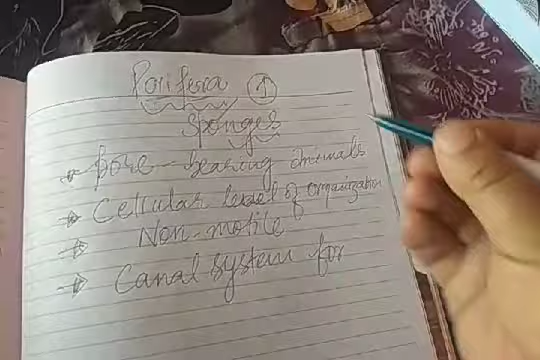 Porifera ①
Sponges
→ Pore-bearing animals
→ Cellular level of organization
→ Non-motile
→ Canal system for